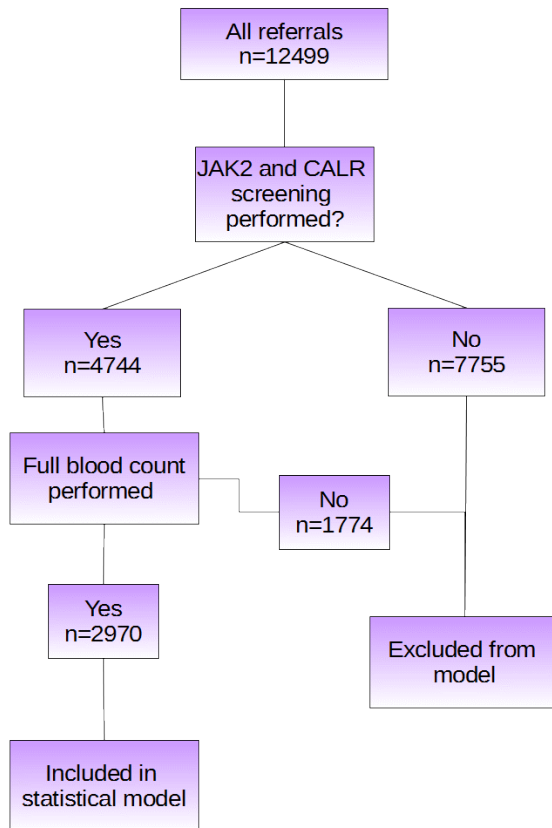 All referrals
n=12499
JAK2 and CALR
screening
performed?
Yes
n=4744
No
n=7755
Full blood count
performed
No
n=1774
Yes
n=2970
Excluded from
model
Included in
statistical model